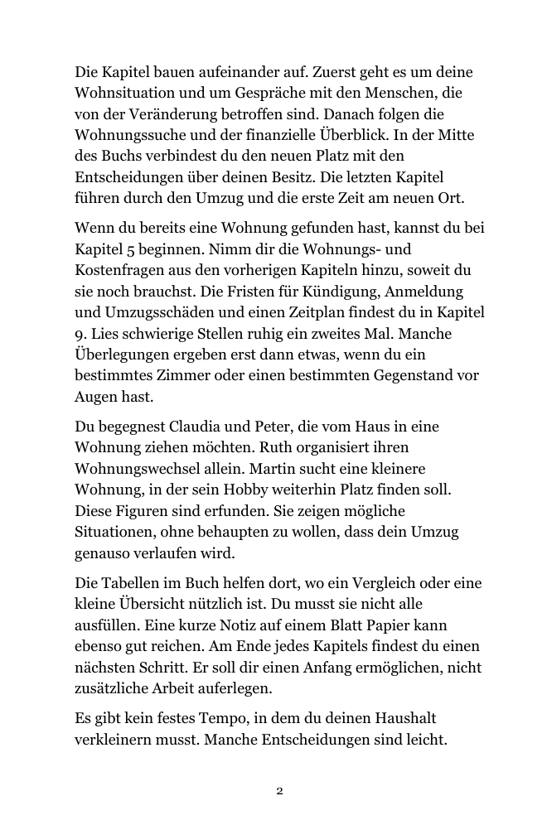 Die Kapitel bauen aufeinander auf. Zuerst geht es um deine
Wohnsituation und um Gespräche mit den Menschen, die
von der Veränderung betroffen sind. Danach folgen die
Wohnungssuche und der finanzielle Überblick. In der Mitte
des Buchs verbindest du den neuen Platz mit den
Entscheidungen über deinen Besitz. Die letzten Kapitel
führen durch den Umzug und die erste Zeit am neuen Ort.
Wenn du bereits eine Wohnung gefunden hast, kannst du bei
Kapitel 5 beginnen. Nimm dir die Wohnungs- und
Kostenfragen aus den vorherigen Kapiteln hinzu, soweit du
sie noch brauchst. Die Fristen für Kündigung, Anmeldung
und Umzugsschäden und einen Zeitplan findest du in Kapitel
9. Lies schwierige Stellen ruhig ein zweites Mal. Manche
Überlegungen ergeben erst dann etwas, wenn du ein
bestimmtes Zimmer oder einen bestimmten Gegenstand vor
Augen hast.
Du begegnest Claudia und Peter, die vom Haus in eine
Wohnung ziehen möchten. Ruth organisiert ihren
Wohnungswechsel allein. Martin sucht eine kleinere
Wohnung, in der sein Hobby weiterhin Platz finden soll.
Diese Figuren sind erfunden. Sie zeigen mögliche
Situationen, ohne behaupten zu wollen, dass dein Umzug
genauso verlaufen wird.
Die Tabellen im Buch helfen dort, wo ein Vergleich oder eine
kleine Übersicht nützlich ist. Du musst sie nicht alle
ausfüllen. Eine kurze Notiz auf einem Blatt Papier kann
ebenso gut reichen. Am Ende jedes Kapitels findest du einen
nächsten Schritt. Er soll dir einen Anfang ermöglichen, nicht
zusätzliche Arbeit auferlegen.
Es gibt kein festes Tempo, in dem du deinen Haushalt
verkleinern musst. Manche Entscheidungen sind leicht.
2